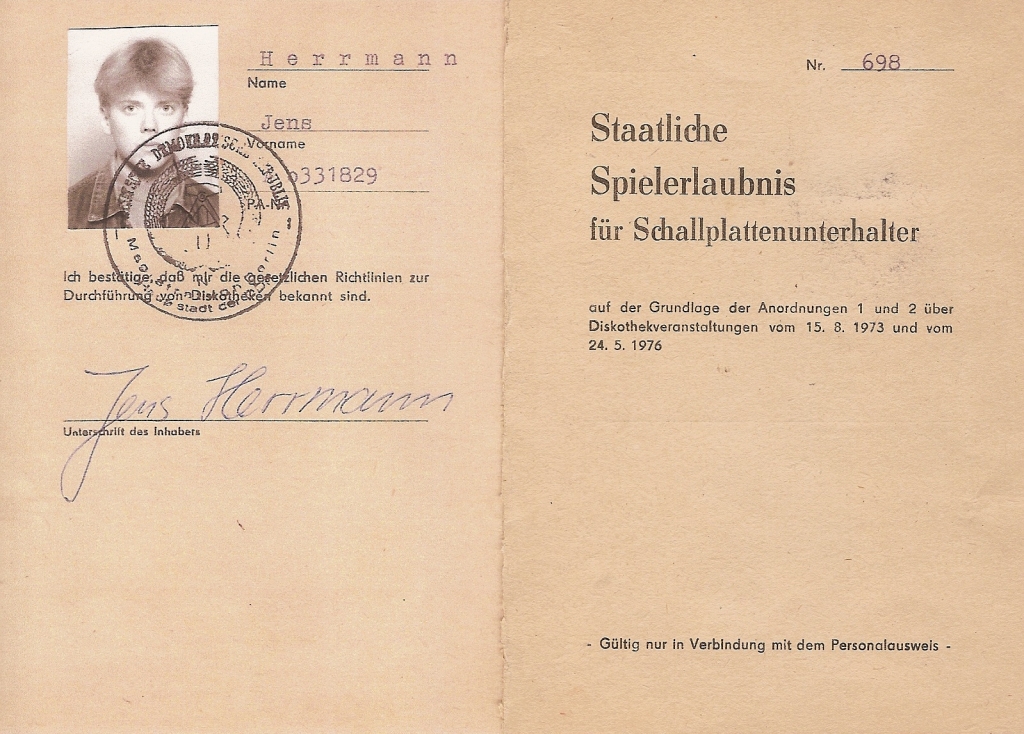 Herrmann
Name
Jens
Vorname
331829
PA-Nr.
DEMOKRATISCHE REPUBLIK
Ich bestätige, daß mir die gesetzlichen Richtlinien zur
Durchführung von Diskotheken bekannt sind.
Jens Herrmann
Unterschrift des Inhabers
Nr. 698
Staatliche
Spielerlaubnis
für Schallplattenunterhalter
auf der Grundlage der Anordnungen 1 und 2 über
Diskothekveranstaltungen vom 15. 8. 1973 und vom
24. 5. 1976
- Gültig nur in Verbindung mit dem Personalausweis -